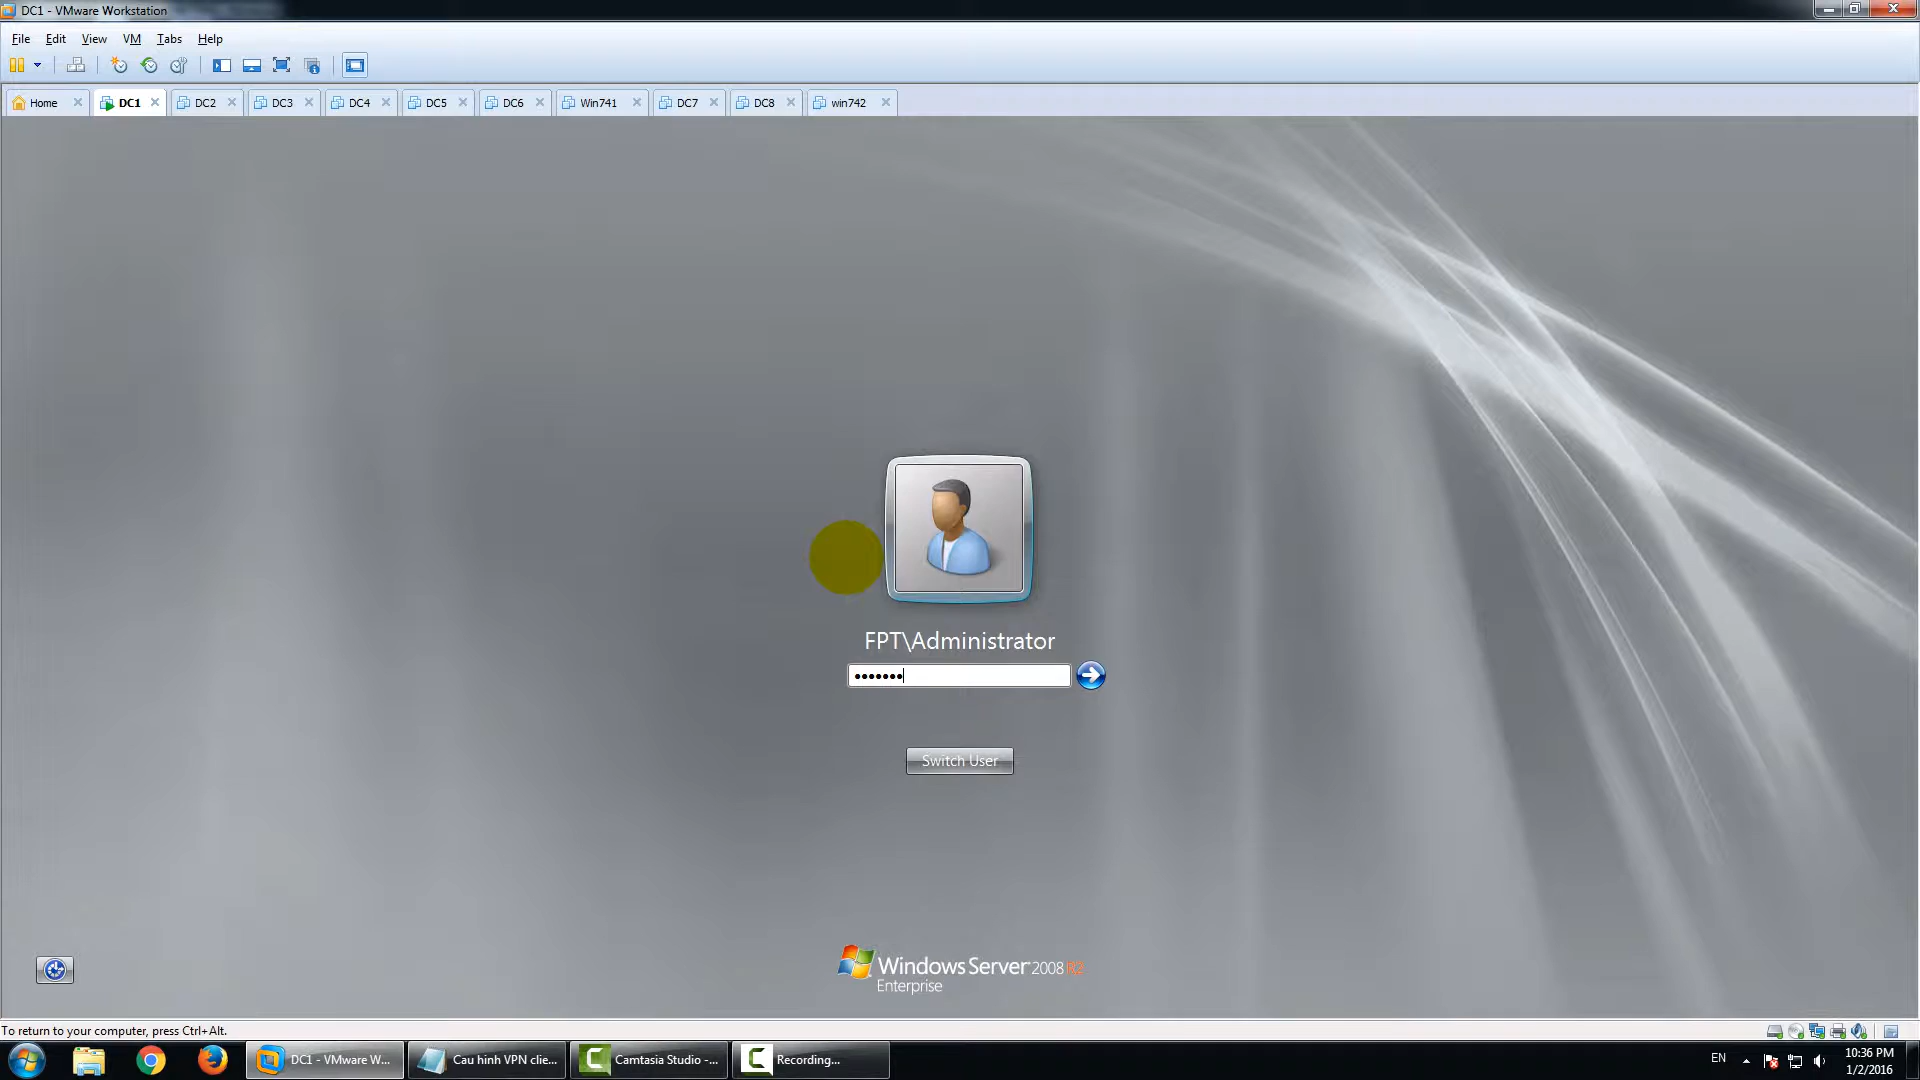 DC1 - VMware Workstation
File Edit View VM Tabs Help
Home DC1 DC2 DC3 DC4 DC5 DC6 Win741 DC7 DC8 win742
FPT\Administrator
•••••••
Switch User
Windows Server 2008 R2
Enterprise
To return to your computer, press Ctrl+Alt.
DC1 - VMware W... Cau hinh VPN clie... Camtasia Studio -... Recording... EN 10:36 PM
1/2/2016